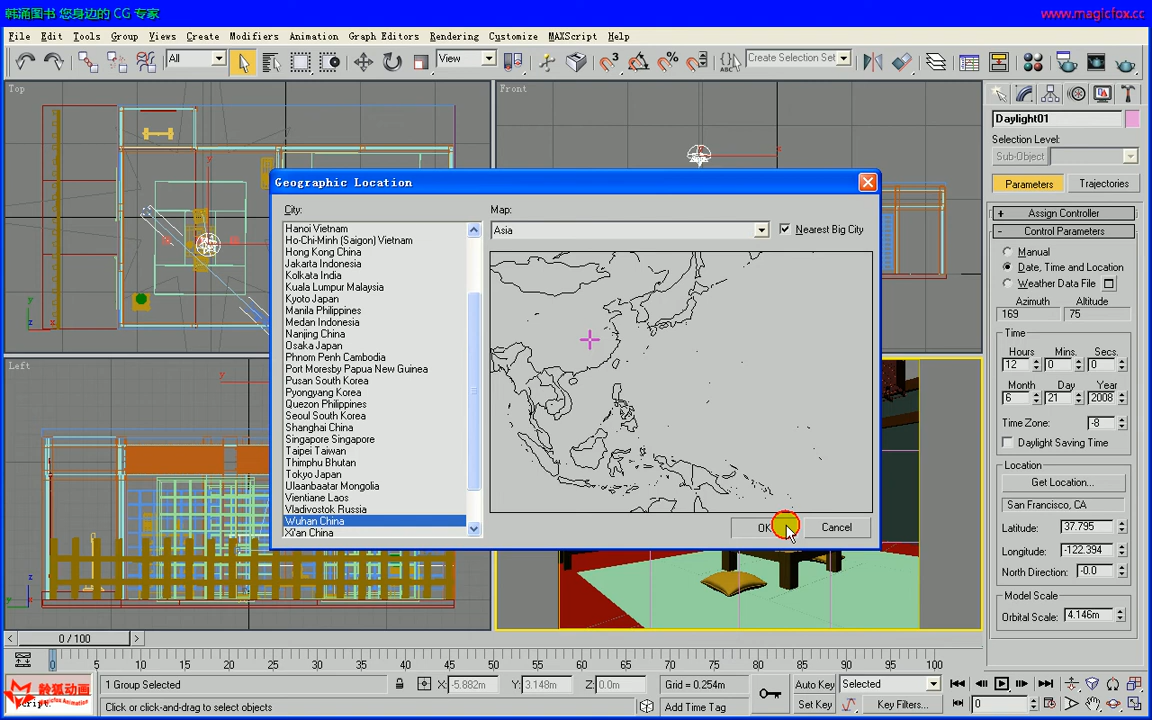 韩涌图书 您身边的 CG 专家
www.magicfox.cc
File Edit Tools Group Views Create Modifiers Animation Graph Editors Rendering Customize MAXScript Help
All
View
Create Selection Set
Top
Front
Left
Geographic Location
City:
Hanoi Vietnam
Ho-Chi-Minh (Saigon) Vietnam
Hong Kong China
Jakarta Indonesia
Kolkata India
Kuala Lumpur Malaysia
Kyoto Japan
Manila Philippines
Medan Indonesia
Nanjing China
Osaka Japan
Phnom Penh Cambodia
Port Moresby Papua New Guinea
Pusan South Korea
Pyongyang Korea
Quezon Philippines
Seoul South Korea
Shanghai China
Singapore Singapore
Taipei Taiwan
Thimphu Bhutan
Tokyo Japan
Ulaanbaatar Mongolia
Vientiane Laos
Vladivostok Russia
Wuhan China
Xi'an China
Map:
Asia
Nearest Big City
OK
Cancel
Daylight01
Selection Level:
Sub-Object
Parameters
Trajectories
+ Assign Controller
- Control Parameters
Manual
Date, Time and Location
Weather Data File
Azimuth Altitude
169 75
Time
Hours Mins. Secs.
12 0 0
Month Day Year
6 21 2008
Time Zone: -8
Daylight Saving Time
Location
Get Location...
San Francisco, CA
Latitude: 37.795
Longitude: -122.394
North Direction: -0.0
Model Scale
Orbital Scale: 4.146m
0 / 100
0 5 10 15 20 25 30 35 40 45 50 55 60 65 70 75 80 85 90 95 100
1 Group Selected
X: -5.882m Y: 3.148m Z: 0.0m
Grid = 0.254m
Auto Key
Selected
Click or click-and-drag to select objects
Add Time Tag
Set Key
Key Filters...
0